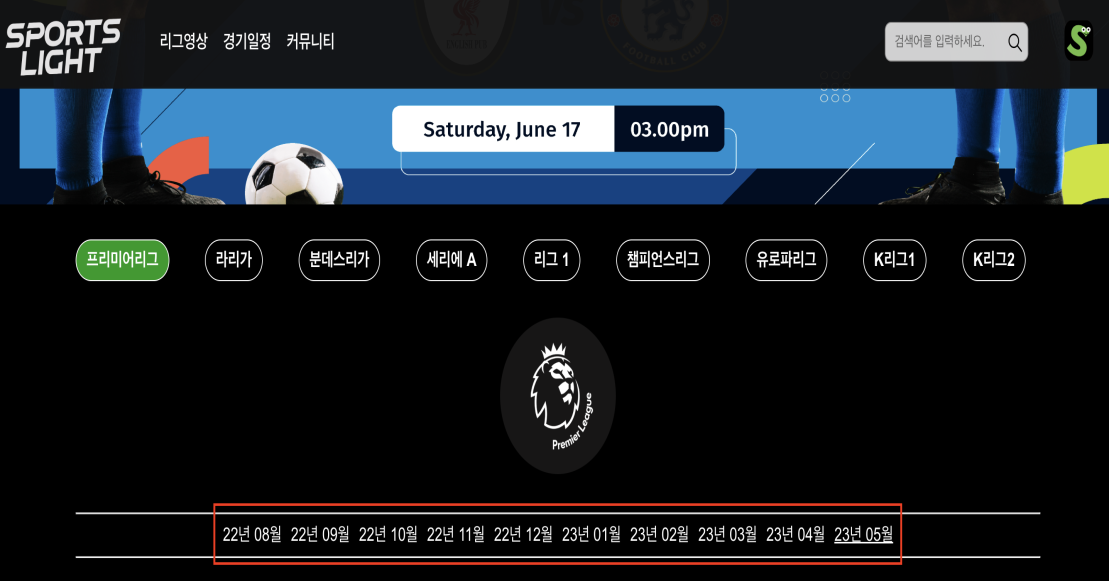 SPORTS
LIGHT
리그영상 경기일정 커뮤니티
검색어를 입력하세요.
FOOTBALL CLUB
Saturday, June 17 03.00pm
프리미어리그 라리가 분데스리가 세리에 A 리그 1 챔피언스리그 유로파리그 K리그1 K리그2
Premier League
22년 08월 22년 09월 22년 10월 22년 11월 22년 12월 23년 01월 23년 02월 23년 03월 23년 04월 23년 05월